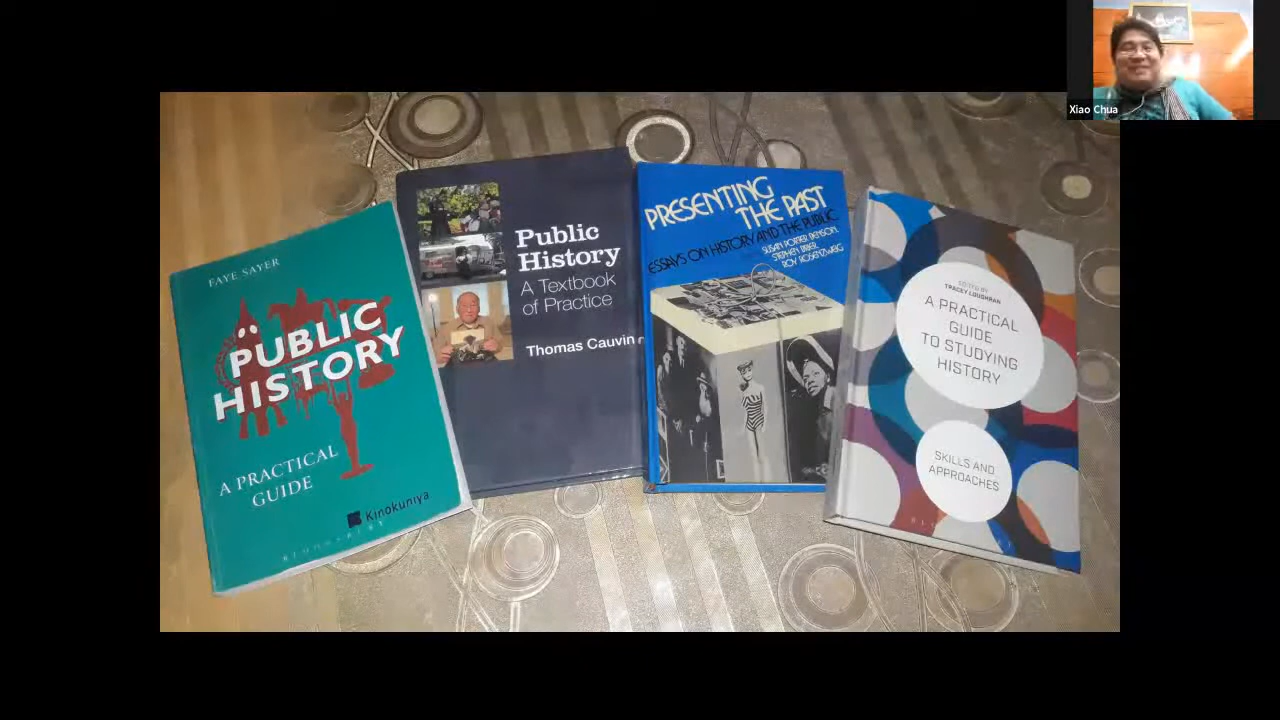 Xiao Chua
FAYE SAYER
PUBLIC
HISTORY
A PRACTICAL
GUIDE
Kinokuniya
BLOOMSBURY
Public
History
A Textbook
of Practice
Thomas Cauvin
PRESENTING
THE PAST
ESSAYS ON HISTORY AND THE PUBLIC
SUSAN PORTER BENSON,
STEPHEN BRIER,
ROY ROSENZWEIG
EDITED BY
TRACEY LOUGHRAN
A PRACTICAL
GUIDE
TO STUDYING
HISTORY
SKILLS AND
APPROACHES